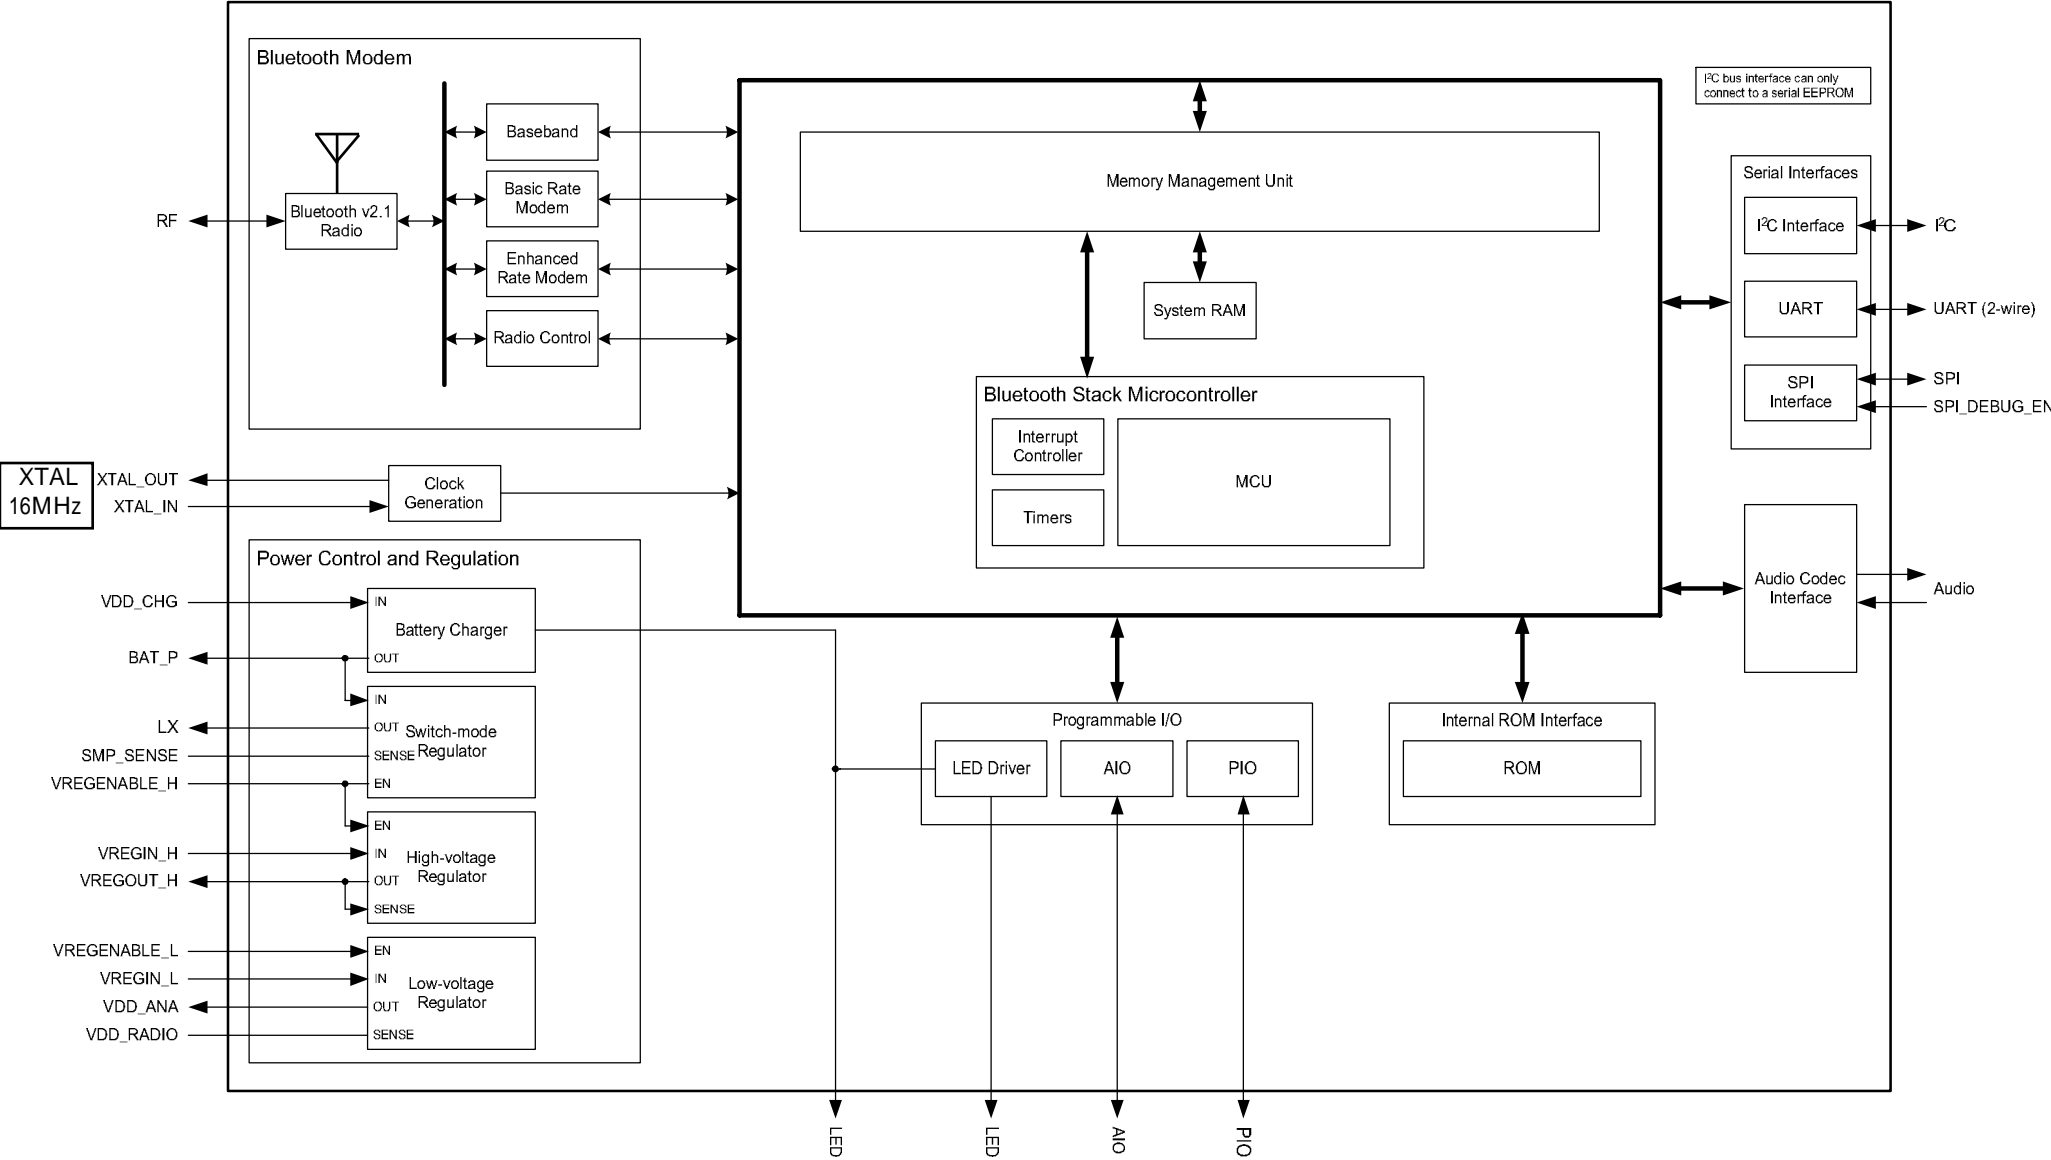 Bluetooth Modem
Baseband
Basic Rate
Modem
Bluetooth v2.1
Radio
RF
Enhanced
Rate Modem
Radio Control
Memory Management Unit
System RAM
Bluetooth Stack Microcontroller
Interrupt
Controller
MCU
Timers
I²C bus interface can only
connect to a serial EEPROM
Serial Interfaces
I²C Interface
I²C
UART
UART (2-wire)
SPI
Interface
SPI
SPI_DEBUG_EN
XTAL
16MHz
XTAL_OUT
XTAL_IN
Clock
Generation
Audio Codec
Interface
Audio
Power Control and Regulation
VDD_CHG
IN
Battery Charger
BAT_P
OUT
IN
LX
OUT
Switch-mode
Regulator
SMP_SENSE
SENSE
VREGENABLE_H
EN
EN
VREGIN_H
IN
High-voltage
Regulator
VREGOUT_H
OUT
SENSE
VREGENABLE_L
EN
VREGIN_L
IN
Low-voltage
Regulator
VDD_ANA
OUT
VDD_RADIO
SENSE
Programmable I/O
LED Driver
AIO
PIO
Internal ROM Interface
ROM
LED
LED
AIO
PIO